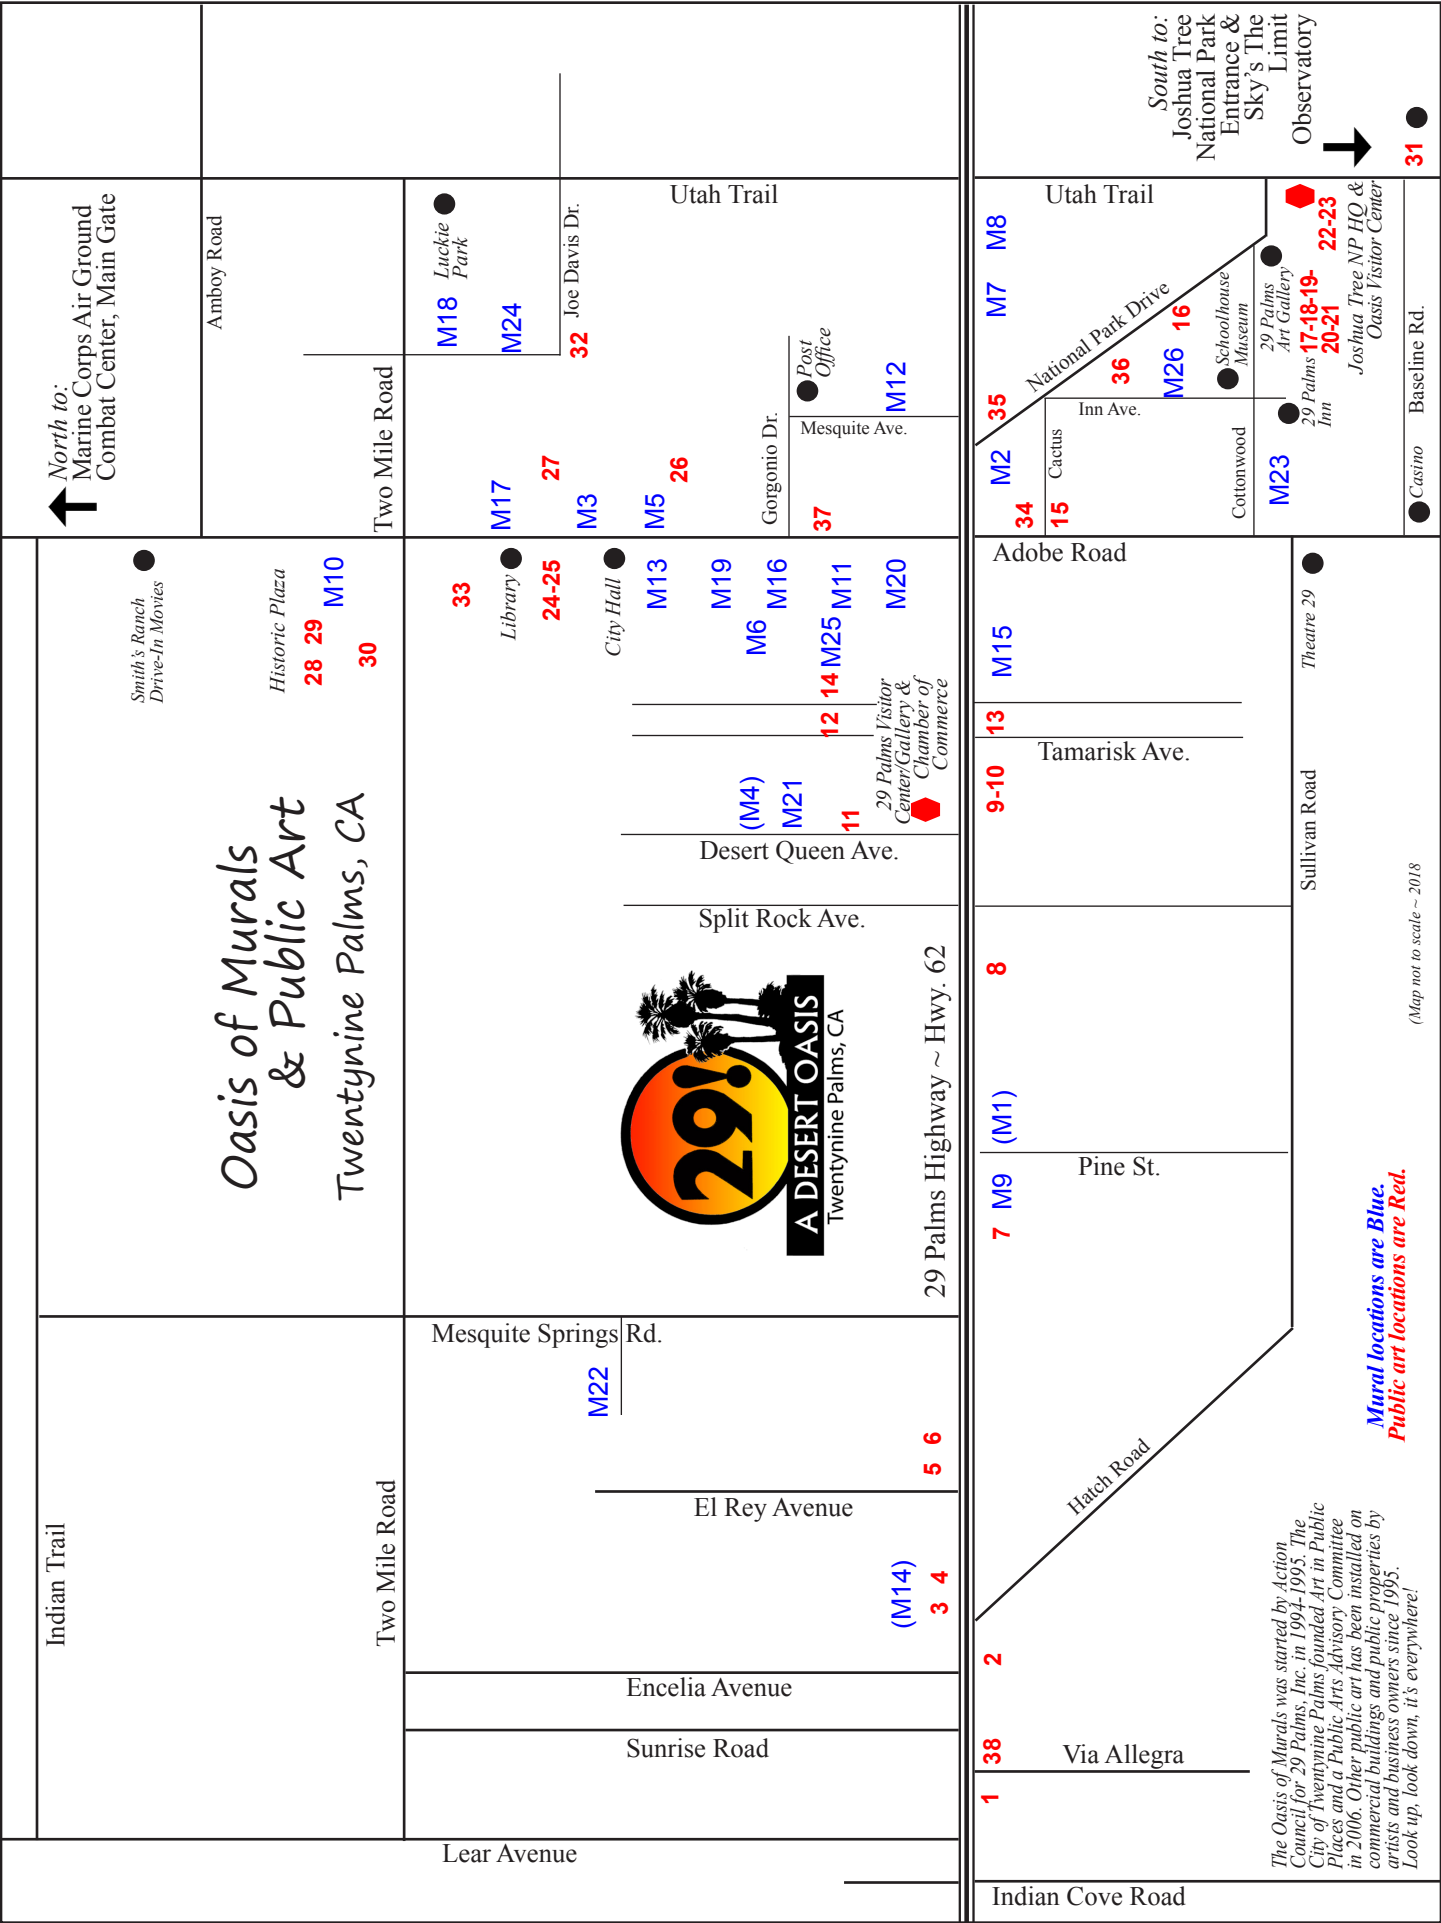 North to:
Marine Corps Air Ground
Combat Center, Main Gate
Amboy Road
Indian Trail
Smith's Ranch
Drive-In Movies
Oasis of Murals
& Public Art
Twentynine Palms, CA
Historic Plaza
28 29
M10
30
Two Mile Road
Two Mile Road
Lear Avenue
Sunrise Road
Encelia Avenue
(M14)
3 4
El Rey Avenue
5 6
M22
Mesquite Springs Rd.
29!
A DESERT OASIS
Twentynine Palms, CA
29 Palms Highway ~ Hwy. 62
Split Rock Ave.
Desert Queen Ave.
(M4)
M21
11
29 Palms Visitor
Center/Gallery &
Chamber of
Commerce
12
14
M25
M6
33
Library
24-25
City Hall
M13
M19
M16
M11
M20
M17
27
M3
M5
26
Gorgonio Dr.
37
Mesquite Ave.
Post
Office
M12
M18
Luckie
Park
M24
32
Joe Davis Dr.
Utah Trail
Indian Cove Road
1
38
Via Allegra
2
Hatch Road
7
M9
(M1)
Pine St.
8
9-10
Tamarisk Ave.
13
M15
Adobe Road
Sullivan Road
Theatre 29
34
M2
35
15
Cactus
National Park Drive
36
Inn Ave.
M26
16
M7
M8
Utah Trail
Schoolhouse
Museum
Cottonwood
M23
29 Palms
Inn
29 Palms
Art Gallery
17-18-19-
20-21
22-23
Joshua Tree NP HQ &
Oasis Visitor Center
Casino
Baseline Rd.
31
South to:
Joshua Tree
National Park
Entrance &
Sky's The
Limit
Observatory
The Oasis of Murals was started by Action
Council for 29 Palms, Inc. in 1994-1995. The
City of Twentynine Palms founded Art in Public
Places and a Public Arts Advisory Committee
in 2006. Other public art has been installed on
commercial buildings and public properties by
artists and business owners since 1995.
Look up, look down, it's everywhere!
Mural locations are Blue.
Public art locations are Red.
(Map not to scale ~ 2018